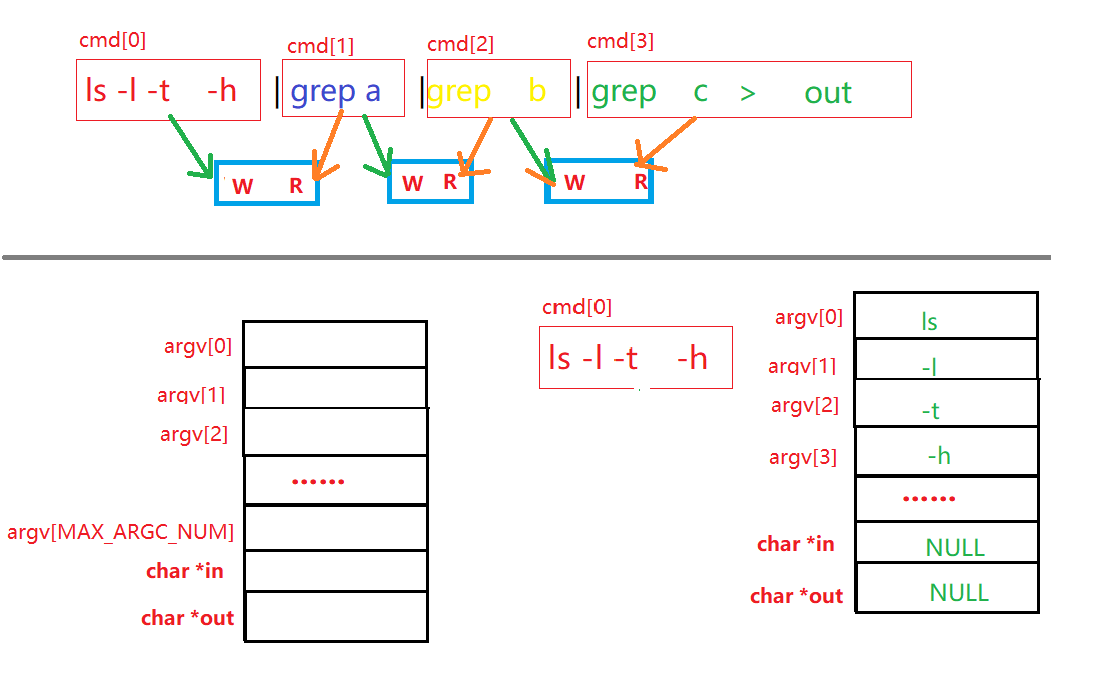 cmd[0] cmd[1] cmd[2] cmd[3]
ls -l -t -h | grep a | grep b | grep c > out
W R W R W R
argv[0]
argv[1]
argv[2]
......
argv[MAX_ARGC_NUM]
char *in
char *out
cmd[0]
ls -l -t -h
argv[0] ls
argv[1] -l
argv[2] -t
argv[3] -h
......
char *in NULL
char *out NULL